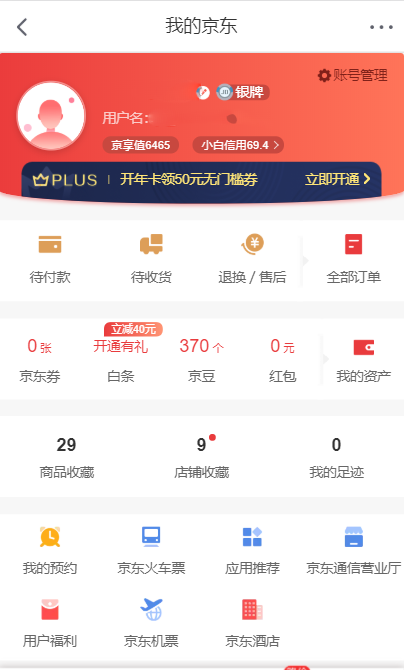 我的京东
账号管理
银牌
用户名:
京享值6465 小白信用69.4
PLUS 开年卡领50元无门槛券 立即开通
待付款 待收货 退换 / 售后 全部订单
立减40元
0 张 开通有礼 370 个 0 元
京东券 白条 京豆 红包 我的资产
29 9 0
商品收藏 店铺收藏 我的足迹
我的预约 京东火车票 应用推荐 京东通信营业厅
用户福利 京东机票 京东酒店